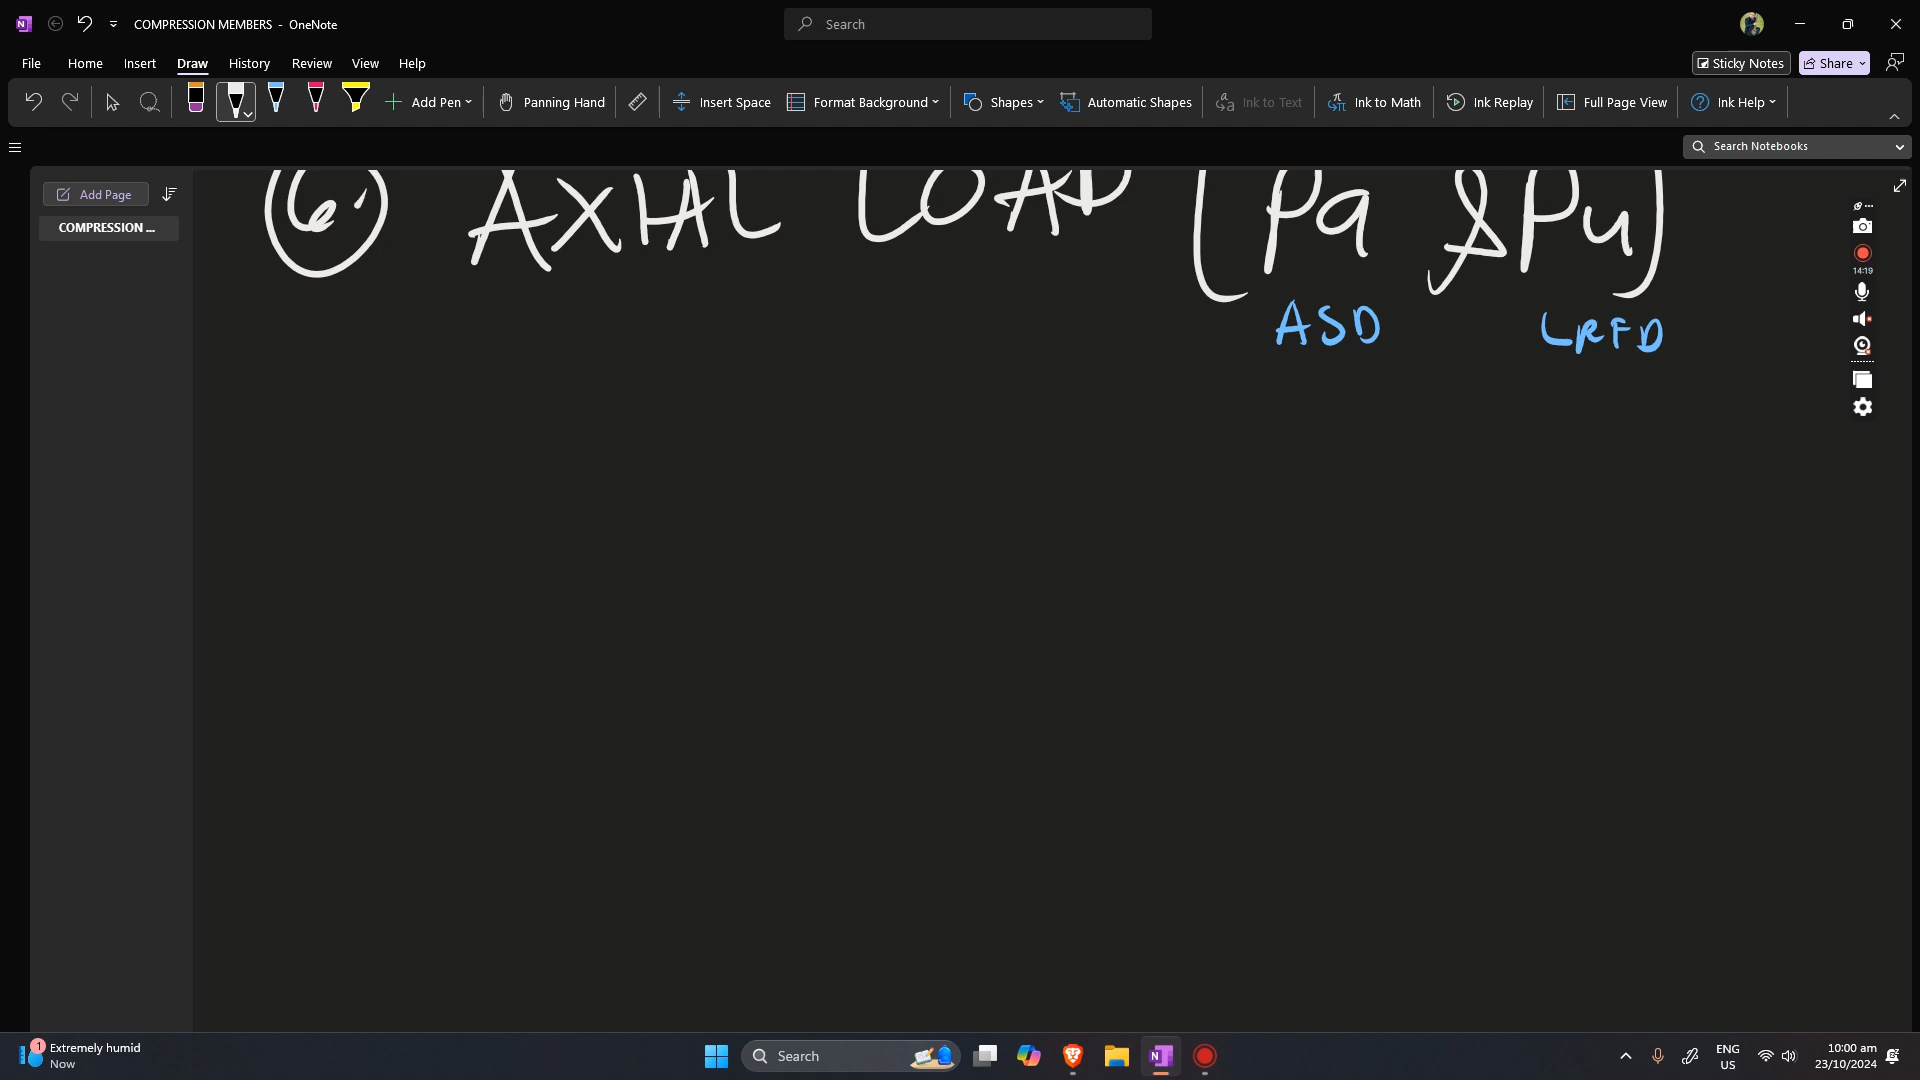 COMPRESSION MEMBERS - OneNote
Search
File Home Insert Draw History Review View Help
Sticky Notes Share
Add Pen Panning Hand Insert Space Format Background Shapes Automatic Shapes Ink to Text Ink to Math Ink Replay Full Page View Ink Help
Search Notebooks
Add Page
COMPRESSION ...
6. AXIAL LOAD (Pa & Pu)
ASD LRFD
14:19
1 Extremely humid
Now
Search
ENG
US
10:00 am
23/10/2024